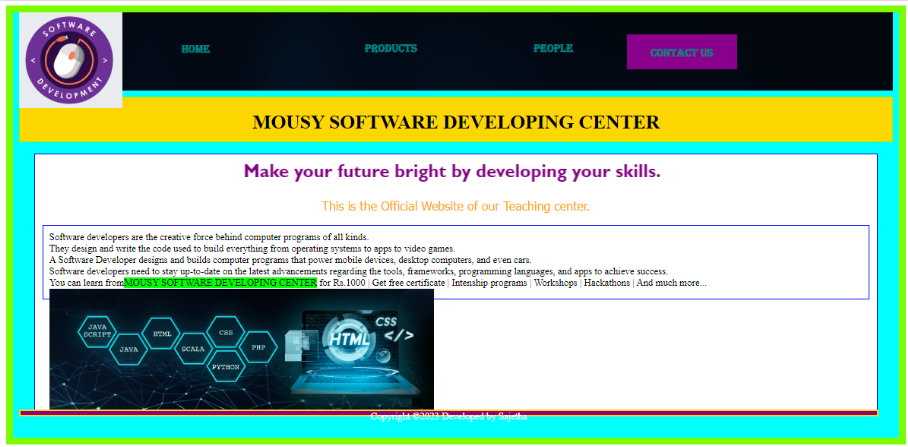 SOFTWARE
< >
DEVELOPMENT
HOME PRODUCTS PEOPLE CONTACT US
MOUSY SOFTWARE DEVELOPING CENTER
Make your future bright by developing your skills.
This is the Official Website of our Teaching center.
Software developers are the creative force behind computer programs of all kinds.
They design and write the code used to build everything from operating systems to apps to video games.
A Software Developer designs and builds computer programs that power mobile devices, desktop computers, and even cars.
Software developers need to stay up-to-date on the latest advancements regarding the tools, frameworks, programming languages, and apps to achieve success.
You can learn fromMOUSY SOFTWARE DEVELOPING CENTER for Rs.1000 | Get free certificate | Intenship programs | Workshops | Hackathons | And much more...
JAVA
SCRIPT
JAVA
HTML
SCALA
CSS
PYTHON
PHP
HTML
CSS
</>
Copyright ©2023 Developed by Sajetha